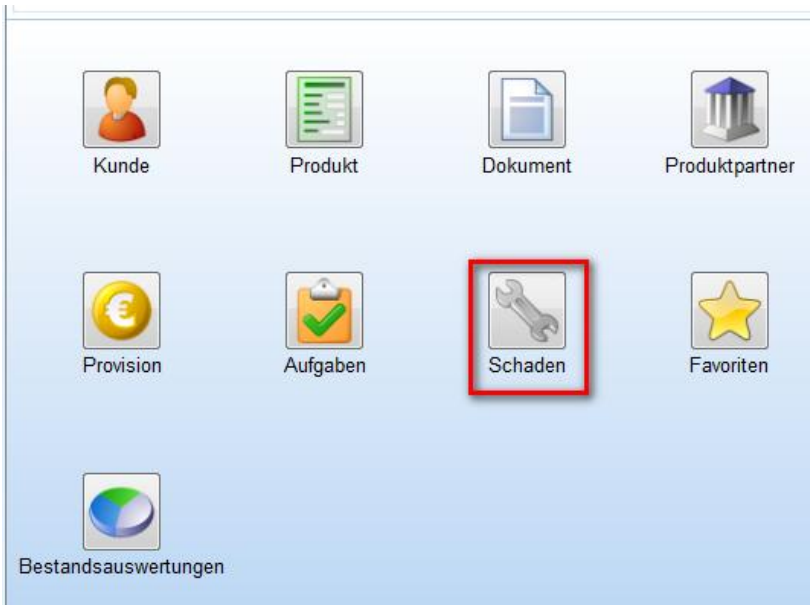 Kunde
Produkt
Dokument
Produktpartner
Provision
Aufgaben
Schaden
Favoriten
Bestandsauswertungen